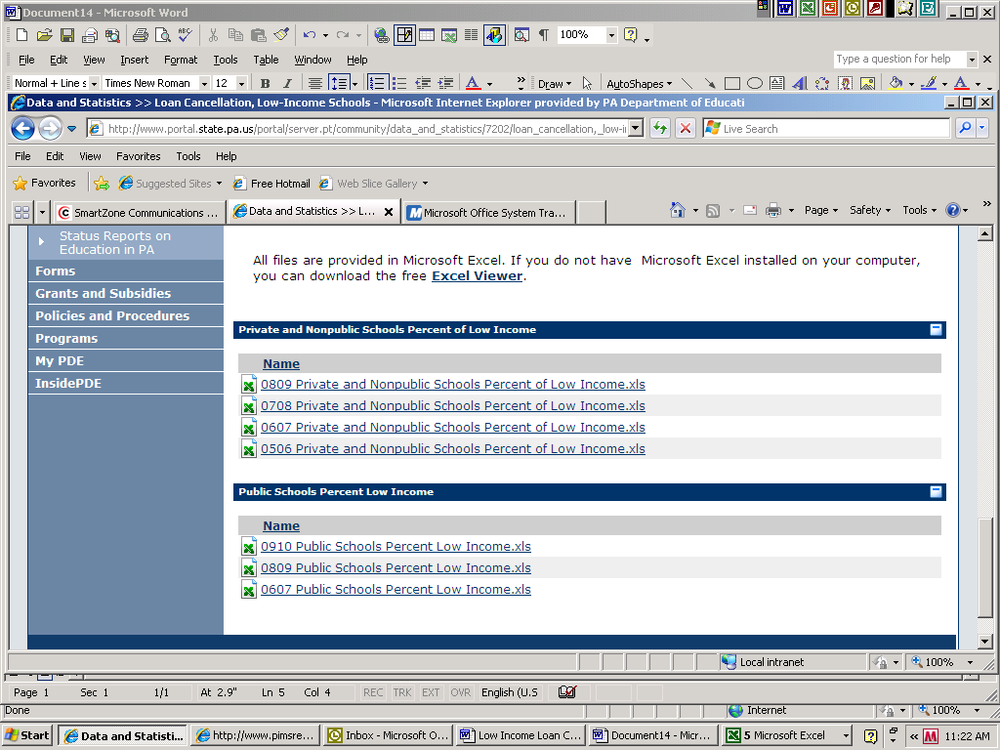 Document14 - Microsoft Word
100%
File Edit View Insert Format Tools Table Window Help
Type a question for help
Normal + Line s Times New Roman 12 B I A Draw AutoShapes A
Data and Statistics >> Loan Cancellation, Low-Income Schools - Microsoft Internet Explorer provided by PA Department of Educati
http://www.portal.state.pa.us/portal/server.pt/community/data_and_statistics/7202/loan_cancellation,_low-i
Live Search
File Edit View Favorites Tools Help
Favorites Suggested Sites Free Hotmail Web Slice Gallery
SmartZone Communications ... Data and Statistics >> L... Microsoft Office System Tra... Page Safety Tools
Status Reports on
Education in PA
Forms
Grants and Subsidies
Policies and Procedures
Programs
My PDE
InsidePDE
All files are provided in Microsoft Excel. If you do not have Microsoft Excel installed on your computer,
you can download the free Excel Viewer.
Private and Nonpublic Schools Percent of Low Income
Name
0809 Private and Nonpublic Schools Percent of Low Income.xls
0708 Private and Nonpublic Schools Percent of Low Income.xls
0607 Private and Nonpublic Schools Percent of Low Income.xls
0506 Private and Nonpublic Schools Percent of Low Income.xls
Public Schools Percent Low Income
Name
0910 Public Schools Percent Low Income.xls
0809 Public Schools Percent Low Income.xls
0607 Public Schools Percent Low Income.xls
Local intranet 100%
Page 1 Sec 1 1/1 At 2.9" Ln 5 Col 4 REC TRK EXT OVR English (U.S
Done Internet 100%
Start Data and Statisti... http://www.pimsre... Inbox - Microsoft O... Low Income Loan C... Document14 - Micr... 5 Microsoft Excel 11:22 AM